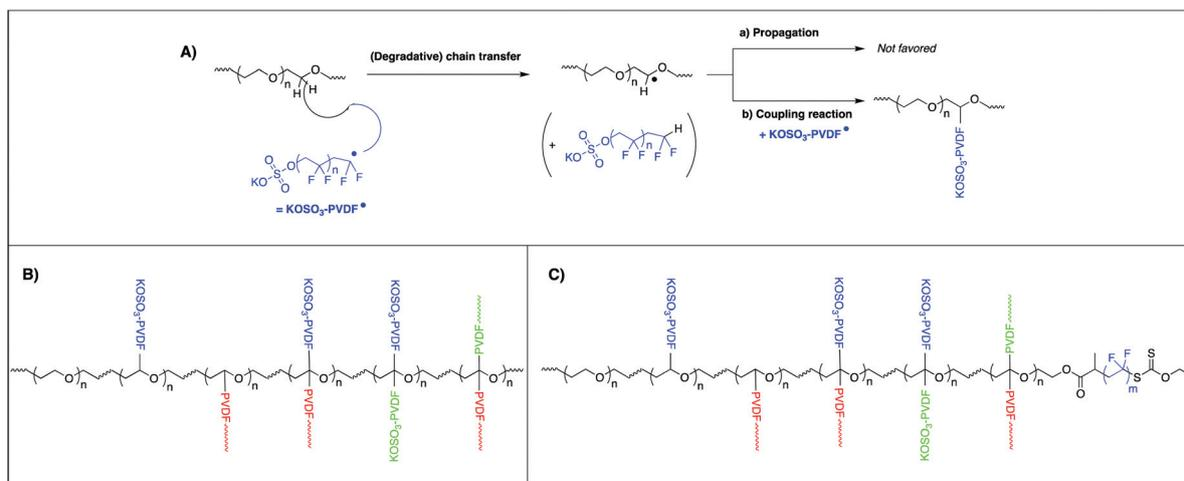 A)
(Degradative) chain transfer
a) Propagation
Not favored
b) Coupling reaction
+ KOSO3-PVDF•
O
n
O
H H
O
n
O
H
•
O
n
O
KOSO3-PVDF
KO
S
O
O
O
n
F F
F F
•
= KOSO3-PVDF•
(
+
KO
S
O
O
O
n
F F
F F
H
)
B)
KOSO3-PVDF
KOSO3-PVDF
KOSO3-PVDF
PVDF
O
n
O
n
O
n
O
n
O
n
O
n
PVDF
PVDF
KOSO3-PVDF
PVDF
C)
KOSO3-PVDF
KOSO3-PVDF
KOSO3-PVDF
PVDF
O
n
O
n
O
n
O
n
O
n
O
n
O
O
F F
m
S
S
O
PVDF
PVDF
KOSO3-PVDF
PVDF